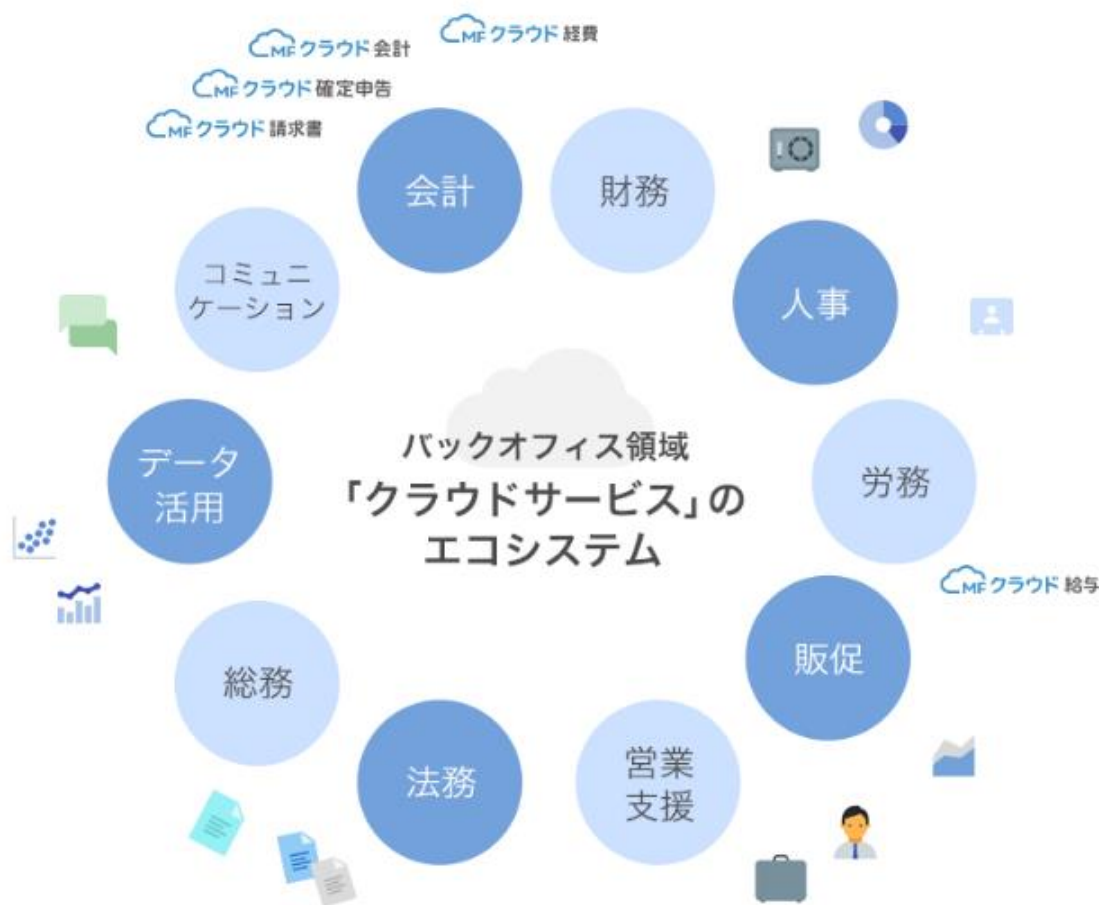 MFクラウド 会計
MFクラウド 経費
MFクラウド 確定申告
MFクラウド 請求書
会計
財務
コミュニ
ケーション
人事
バックオフィス領域
「クラウドサービス」の
エコシステム
データ
活用
労務
MFクラウド 給与
総務
販促
法務
営業
支援